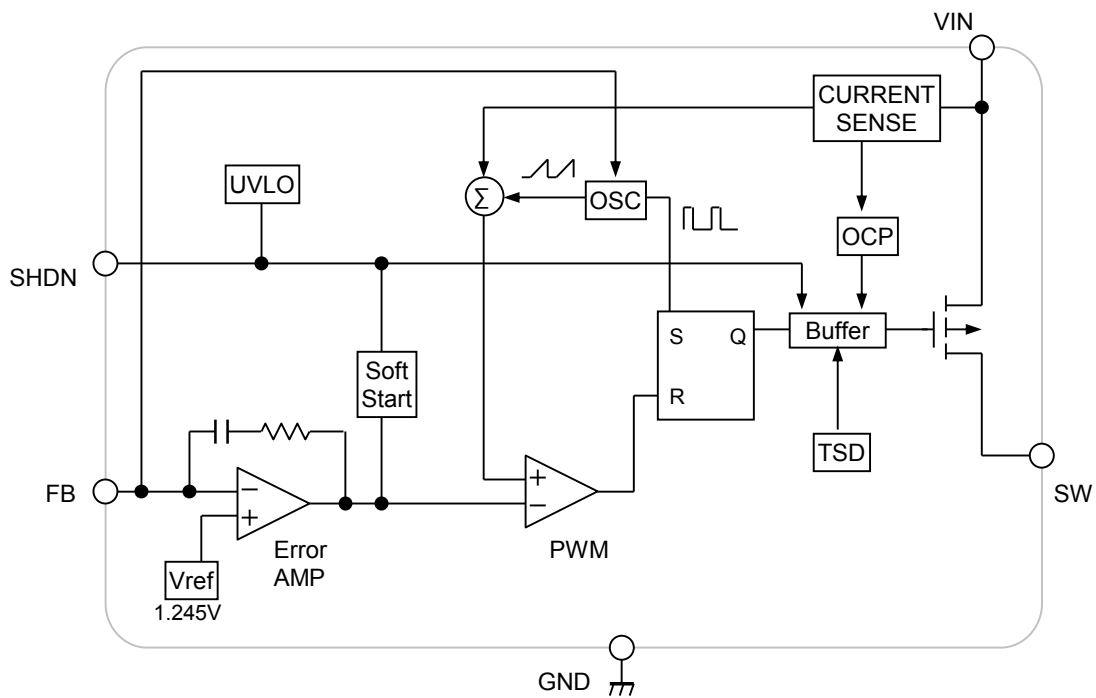 VIN
CURRENT
SENSE
UVLO
Σ
OSC
OCP
SHDN
S
Q
Buffer
Soft
Start
R
TSD
FB
−
+
+
−
SW
Error
AMP
PWM
Vref
1.245V
GND